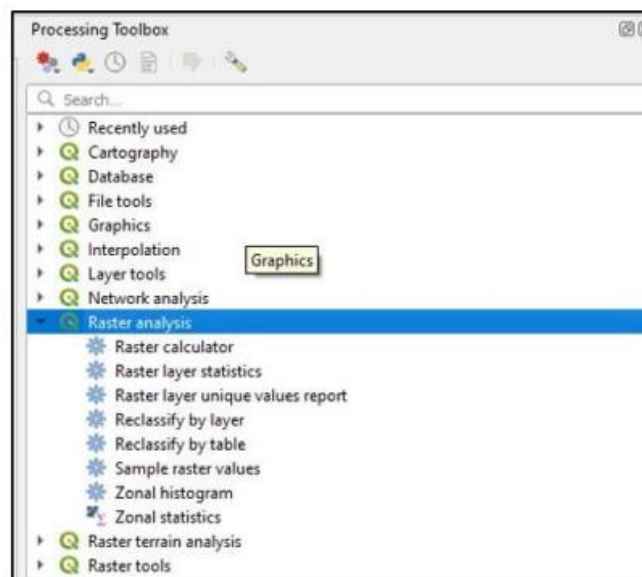 Processing Toolbox
Search...
Recently used
Cartography
Database
File tools
Graphics
Interpolation
Graphics
Layer tools
Network analysis
Raster analysis
Raster calculator
Raster layer statistics
Raster layer unique values report
Reclassify by layer
Reclassify by table
Sample raster values
Zonal histogram
Zonal statistics
Raster terrain analysis
Raster tools